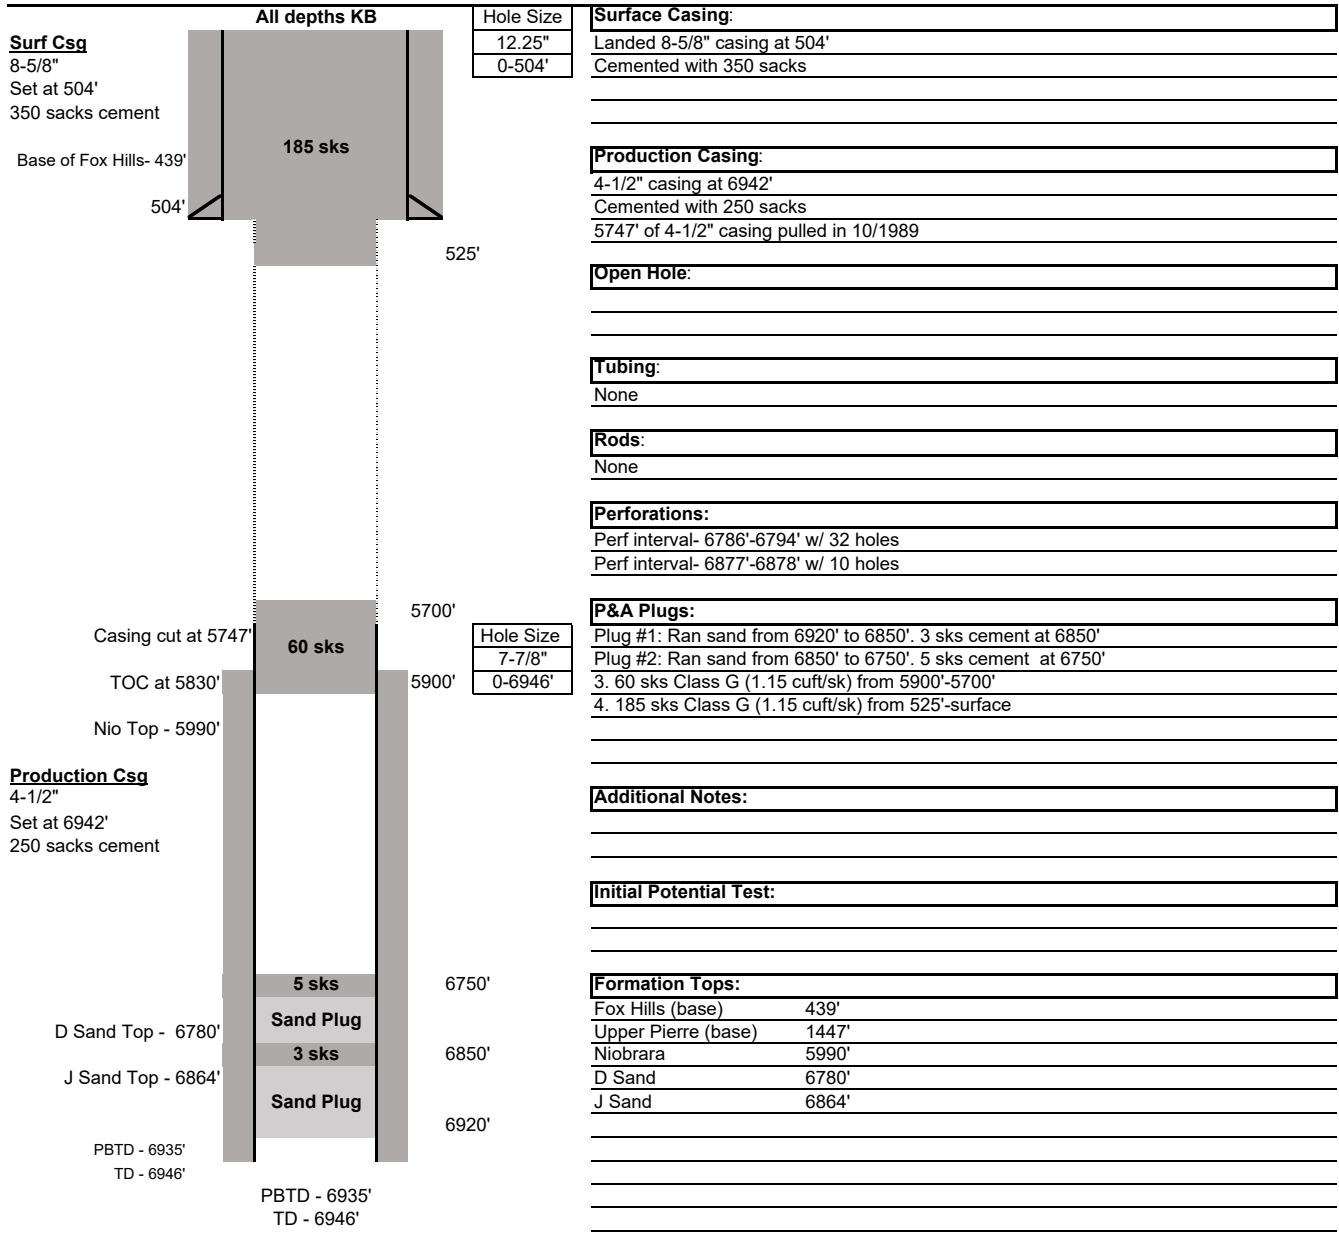 All depths KB
Surf Csg
8-5/8"
Set at 504'
350 sacks cement
Base of Fox Hills- 439'
504'
185 sks
525'
Hole Size
12.25"
0-504'
Casing cut at 5747'
TOC at 5830'
Nio Top - 5990'
60 sks
5700'
5900'
Hole Size
7-7/8"
0-6946'
Production Csg
4-1/2"
Set at 6942'
250 sacks cement
5 sks
6750'
Sand Plug
D Sand Top -  6780'
3 sks
6850'
J Sand Top - 6864'
Sand Plug
6920'
PBTD - 6935'
TD - 6946'
PBTD - 6935'
TD - 6946'
Surface Casing:
Landed 8-5/8" casing at 504'
Cemented with 350 sacks
Production Casing:
4-1/2" casing at 6942'
Cemented with 250 sacks
5747' of 4-1/2" casing pulled in 10/1989
Open Hole:
Tubing:
None
Rods:
None
Perforations:
Perf interval- 6786'-6794' w/ 32 holes
Perf interval- 6877'-6878' w/ 10 holes
P&A Plugs:
Plug #1: Ran sand from 6920' to 6850'. 3 sks cement at 6850'
Plug #2: Ran sand from 6850' to 6750'. 5 sks cement  at 6750'
3. 60 sks Class G (1.15 cuft/sk) from 5900'-5700'
4. 185 sks Class G (1.15 cuft/sk) from 525'-surface
Additional Notes:
Initial Potential Test:
Formation Tops:
Fox Hills (base) 439'
Upper Pierre (base) 1447'
Niobrara 5990'
D Sand 6780'
J Sand 6864'